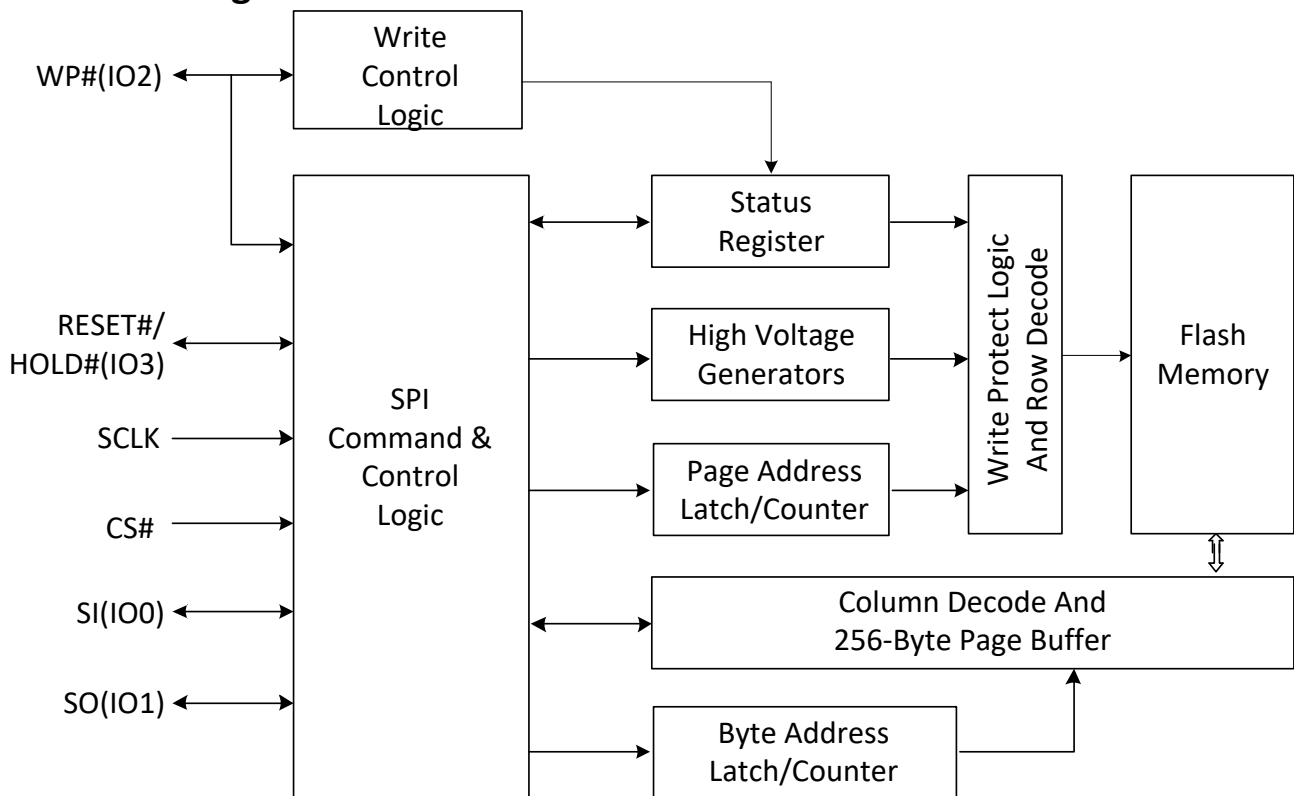 Write
Control
Logic
WP#(IO2)
Status
Register
Write Protect Logic
And Row Decode
Flash
Memory
RESET#/
HOLD#(IO3)
High Voltage
Generators
SPI
Command &
Control
Logic
SCLK
Page Address
Latch/Counter
CS#
Column Decode And
256-Byte Page Buffer
SI(IO0)
SO(IO1)
Byte Address
Latch/Counter